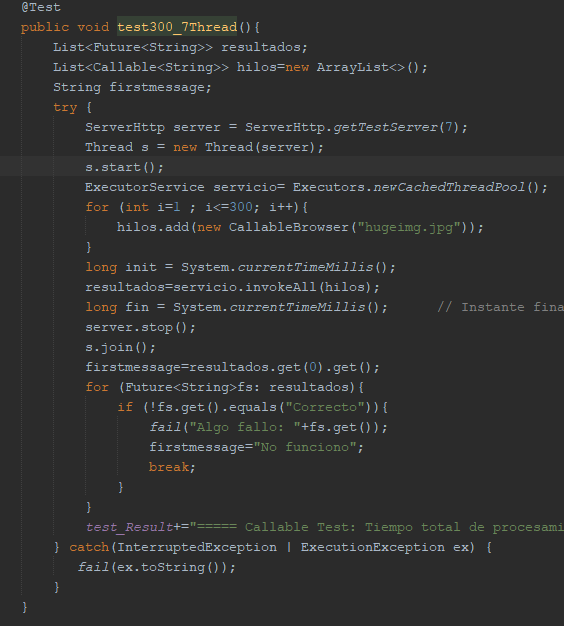 @Test
public void test300_7Thread(){
List<Future<String>> resultados;
List<Callable<String>> hilos=new ArrayList<>();
String firstmessage;
try {
ServerHttp server = ServerHttp.getTestServer(7);
Thread s = new Thread(server);
s.start();
ExecutorService servicio= Executors.newCachedThreadPool();
for (int i=1 ; i<=300; i++){
hilos.add(new CallableBrowser("hugeimg.jpg"));
}
long init = System.currentTimeMillis();
resultados=servicio.invokeAll(hilos);
long fin = System.currentTimeMillis(); // Instante fina
server.stop();
s.join();
firstmessage=resultados.get(0).get();
for (Future<String>fs: resultados){
if (!fs.get().equals("Correcto")){
fail("Algo fallo: "+fs.get());
firstmessage="No funciono";
break;
}
}
test_Result+="===== Callable Test: Tiempo total de procesami
} catch(InterruptedException | ExecutionException ex) {
fail(ex.toString());
}
}